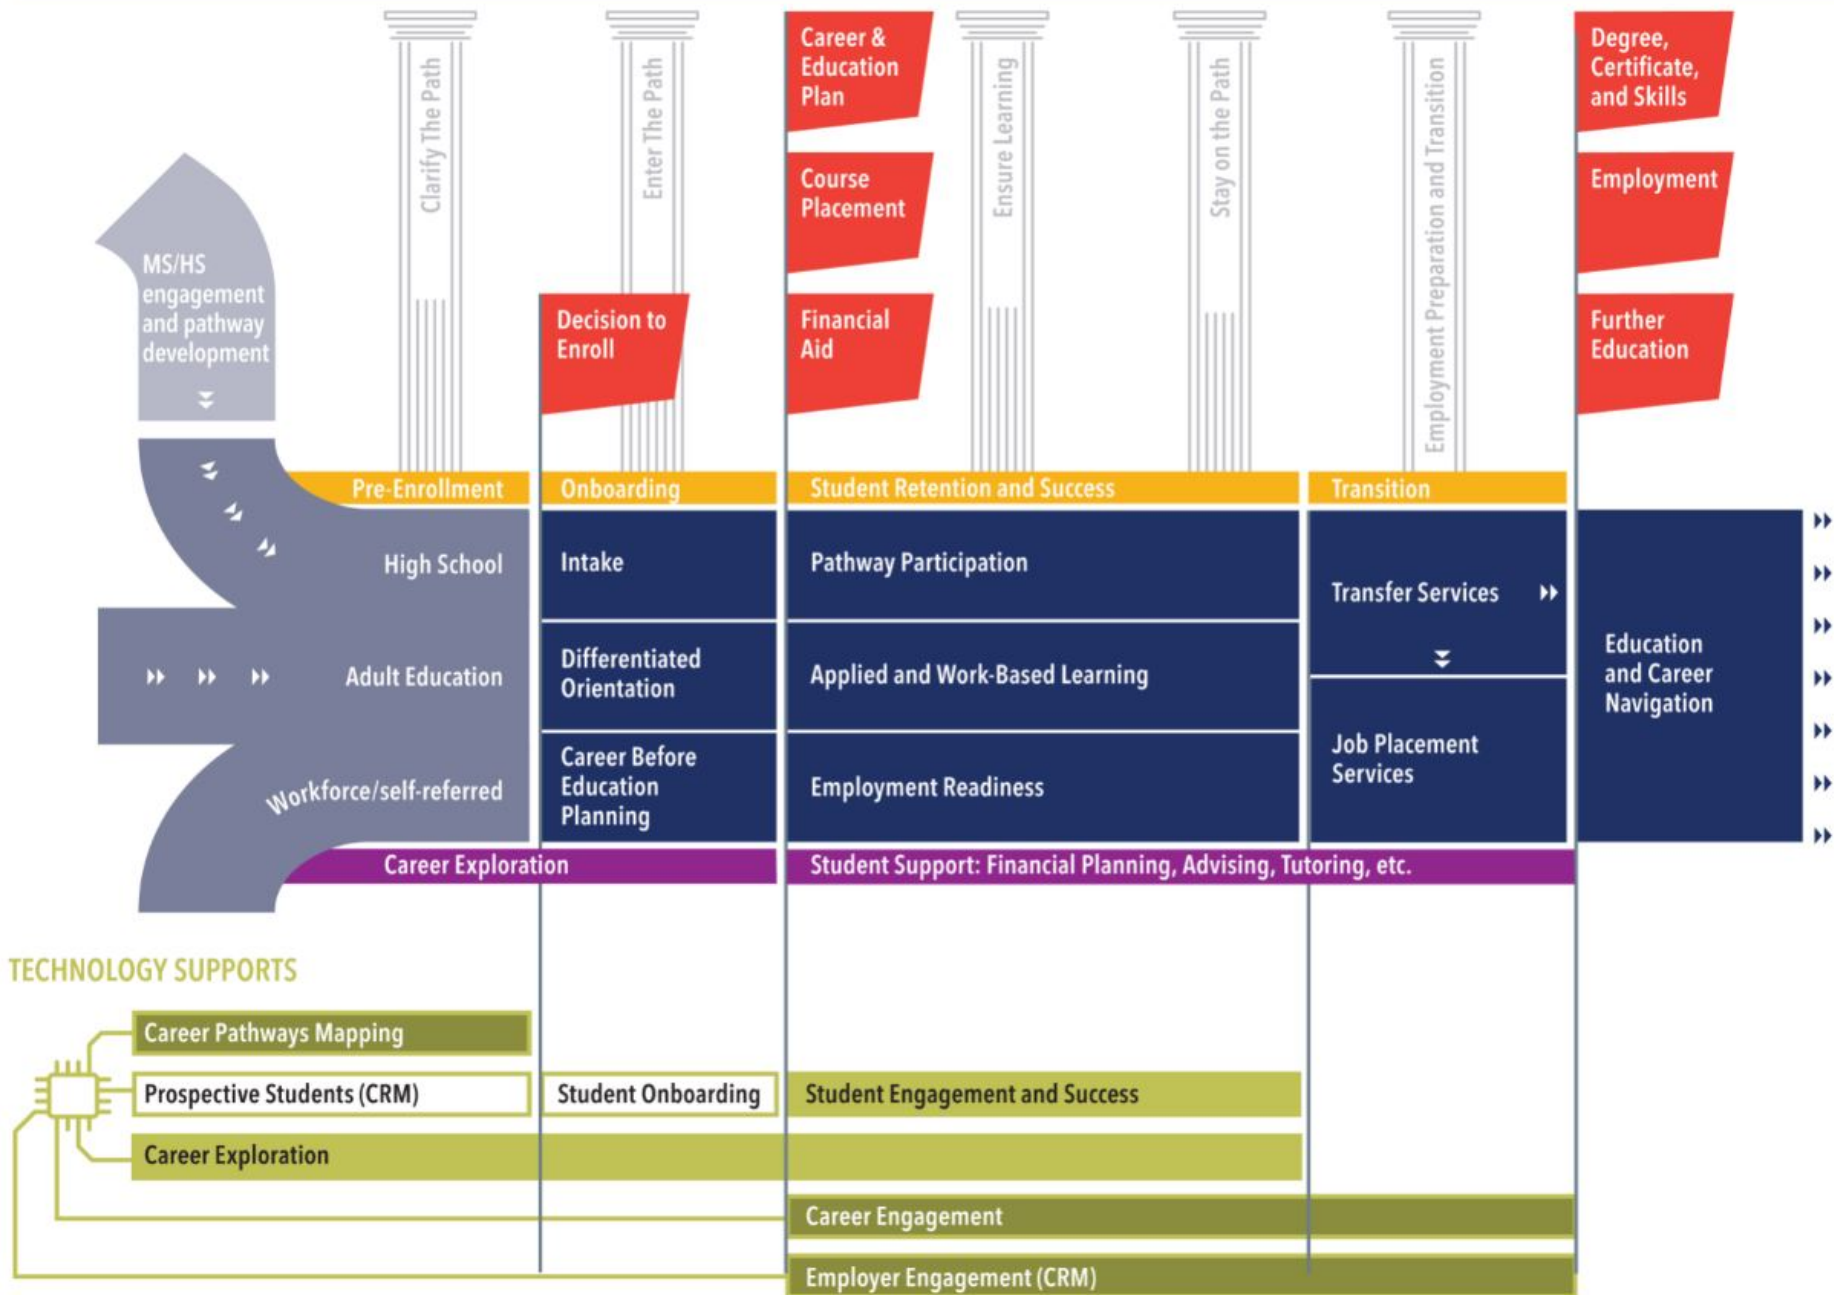 Clarify The Path
Enter The Path
Career &
Education
Plan
Ensure Learning
Stay on the Path
Employment Preparation and Transition
Degree,
Certificate,
and Skills
Course
Placement
Employment
MS/HS
engagement
and pathway
development
Decision to
Enroll
Financial
Aid
Further
Education
Pre-Enrollment
Onboarding
Student Retention and Success
Transition
High School
Adult Education
Workforce/self-referred
Intake
Differentiated
Orientation
Career Before
Education
Planning
Pathway Participation
Applied and Work-Based Learning
Employment Readiness
Transfer Services
Job Placement
Services
Education
and Career
Navigation
Career Exploration
Student Support: Financial Planning, Advising, Tutoring, etc.
TECHNOLOGY SUPPORTS
Career Pathways Mapping
Prospective Students (CRM)
Student Onboarding
Student Engagement and Success
Career Exploration
Career Engagement
Employer Engagement (CRM)